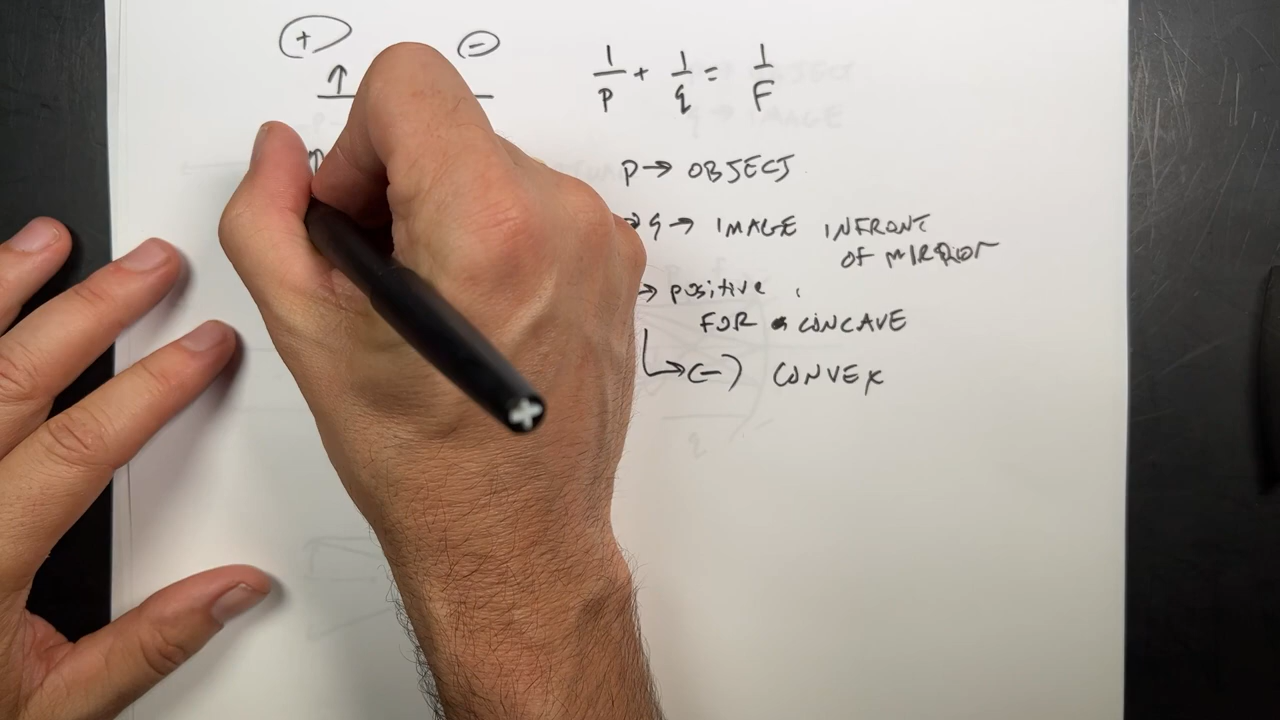 (+) (-)
1/p + 1/q = 1/F
p → OBJECT
q → IMAGE INFRONT
OF MIRROR
→ positive
FOR CONCAVE
↳ (-) CONVEX